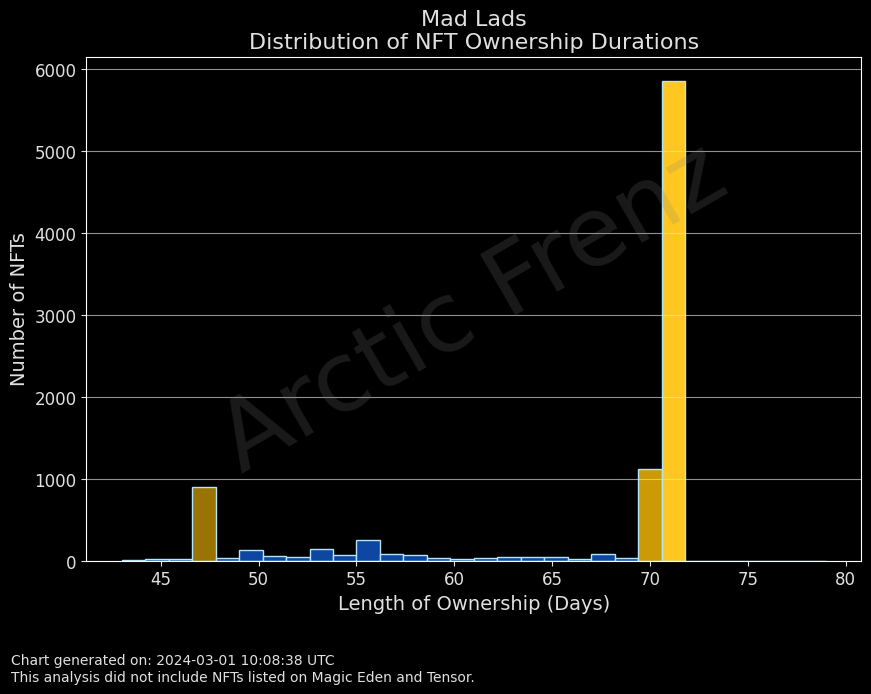 Mad Lads
Distribution of NFT Ownership Durations
Number of NFTs
6000
5000
4000
3000
2000
1000
0
Arctic Frenz
45 50 55 60 65 70 75 80
Length of Ownership (Days)
Chart generated on: 2024-03-01 10:08:38 UTC
This analysis did not include NFTs listed on Magic Eden and Tensor.